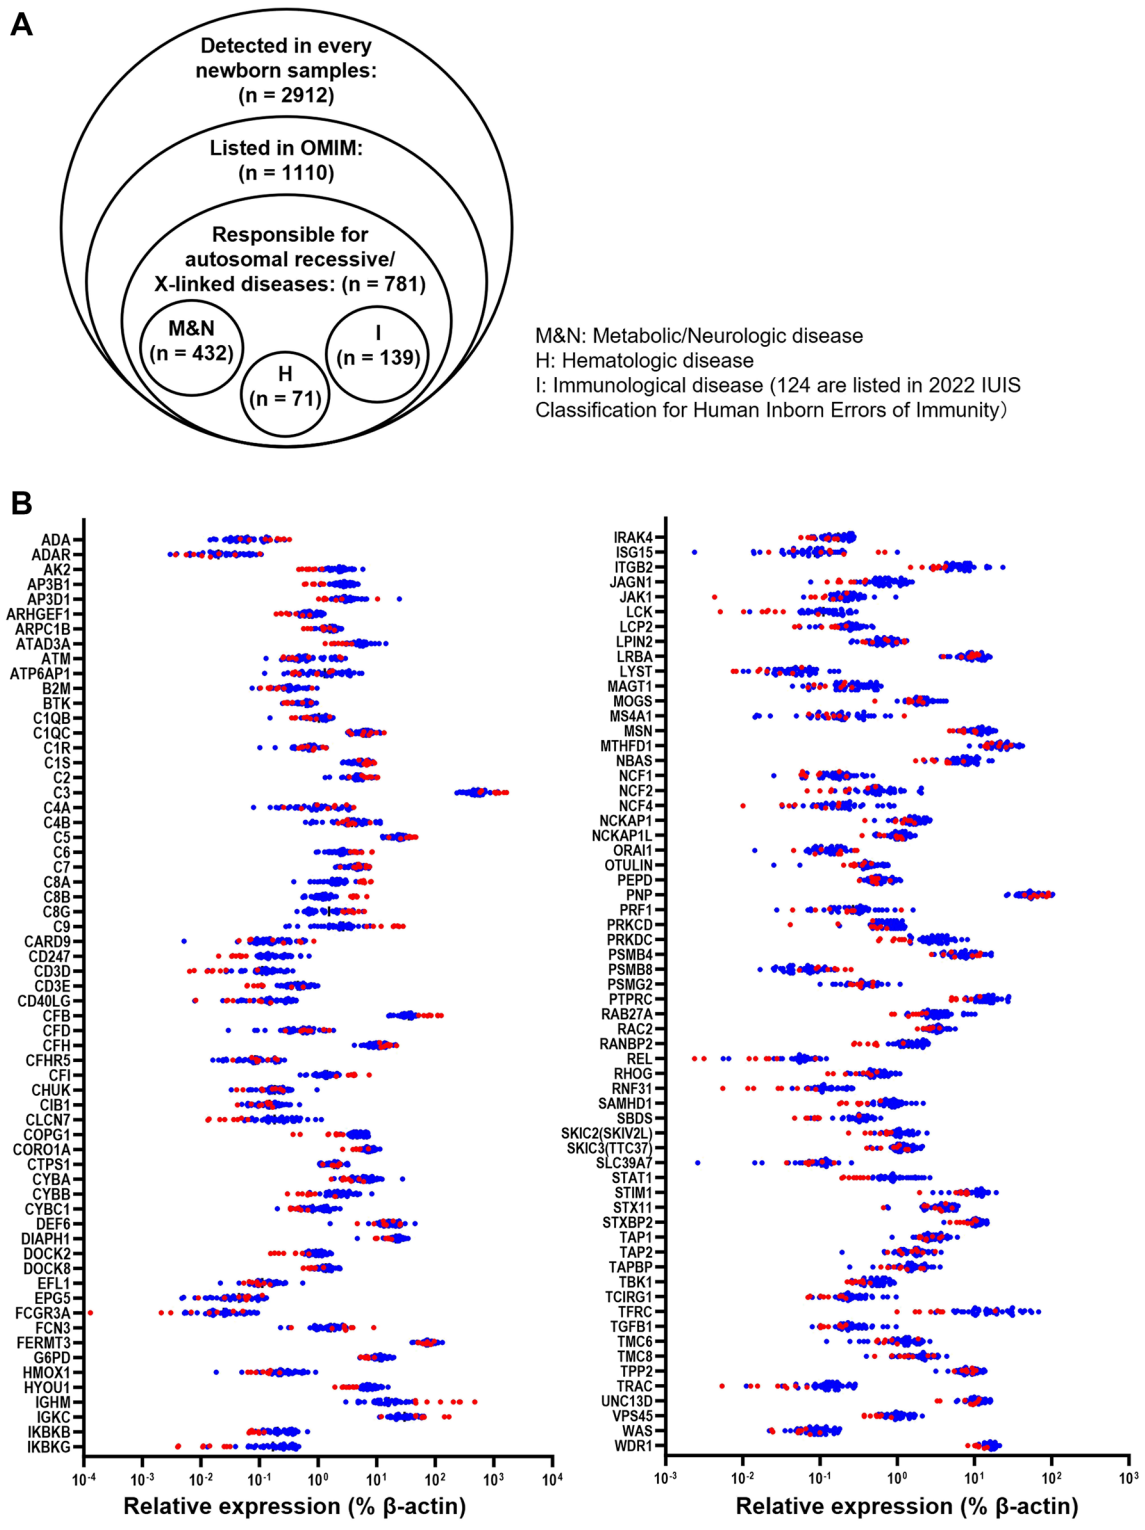 A
Detected in every
newborn samples:
(n = 2912)
Listed in OMIM:
(n = 1110)
Responsible for
autosomal recessive/
X-linked diseases: (n = 781)
M&N
(n = 432)
H
(n = 71)
I
(n = 139)
M&N: Metabolic/Neurologic disease
H: Hematologic disease
I: Immunological disease (124 are listed in 2022 IUIS
Classification for Human Inborn Errors of Immunity）
B
ADA
ADAR
AK2
AP3B1
AP3D1
ARHGEF1
ARPC1B
ATAD3A
ATM
ATP6AP1
B2M
BTK
C1QB
C1QC
C1R
C1S
C2
C3
C4A
C4B
C5
C6
C7
C8A
C8B
C8G
C9
CARD9
CD247
CD3D
CD3E
CD40LG
CFB
CFD
CFH
CFHR5
CFI
CHUK
CIB1
CLCN7
COPG1
CORO1A
CTPS1
CYBA
CYBB
CYBC1
DEF6
DIAPH1
DOCK2
DOCK8
EFL1
EPG5
FCGR3A
FCN3
FERMT3
G6PD
HMOX1
HYOU1
IGHM
IGKC
IKBKB
IKBKG
10⁻⁴ 10⁻³ 10⁻² 10⁻¹ 10⁰ 10¹ 10² 10³ 10⁴
Relative expression (% β-actin)
IRAK4
ISG15
ITGB2
JAGN1
JAK1
LCK
LCP2
LPIN2
LRBA
LYST
MAGT1
MOGS
MS4A1
MSN
MTHFD1
NBAS
NCF1
NCF2
NCF4
NCKAP1
NCKAP1L
ORAI1
OTULIN
PEPD
PNP
PRF1
PRKCD
PRKDC
PSMB4
PSMB8
PSMG2
PTPRC
RAB27A
RAC2
RANBP2
REL
RHOG
RNF31
SAMHD1
SBDS
SKIC2(SKIV2L)
SKIC3(TTC37)
SLC39A7
STAT1
STIM1
STX11
STXBP2
TAP1
TAP2
TAPBP
TBK1
TCIRG1
TFRC
TGFB1
TMC6
TMC8
TPP2
TRAC
UNC13D
VPS45
WAS
WDR1
10⁻³ 10⁻² 10⁻¹ 10⁰ 10¹ 10² 10³
Relative expression (% β-actin)